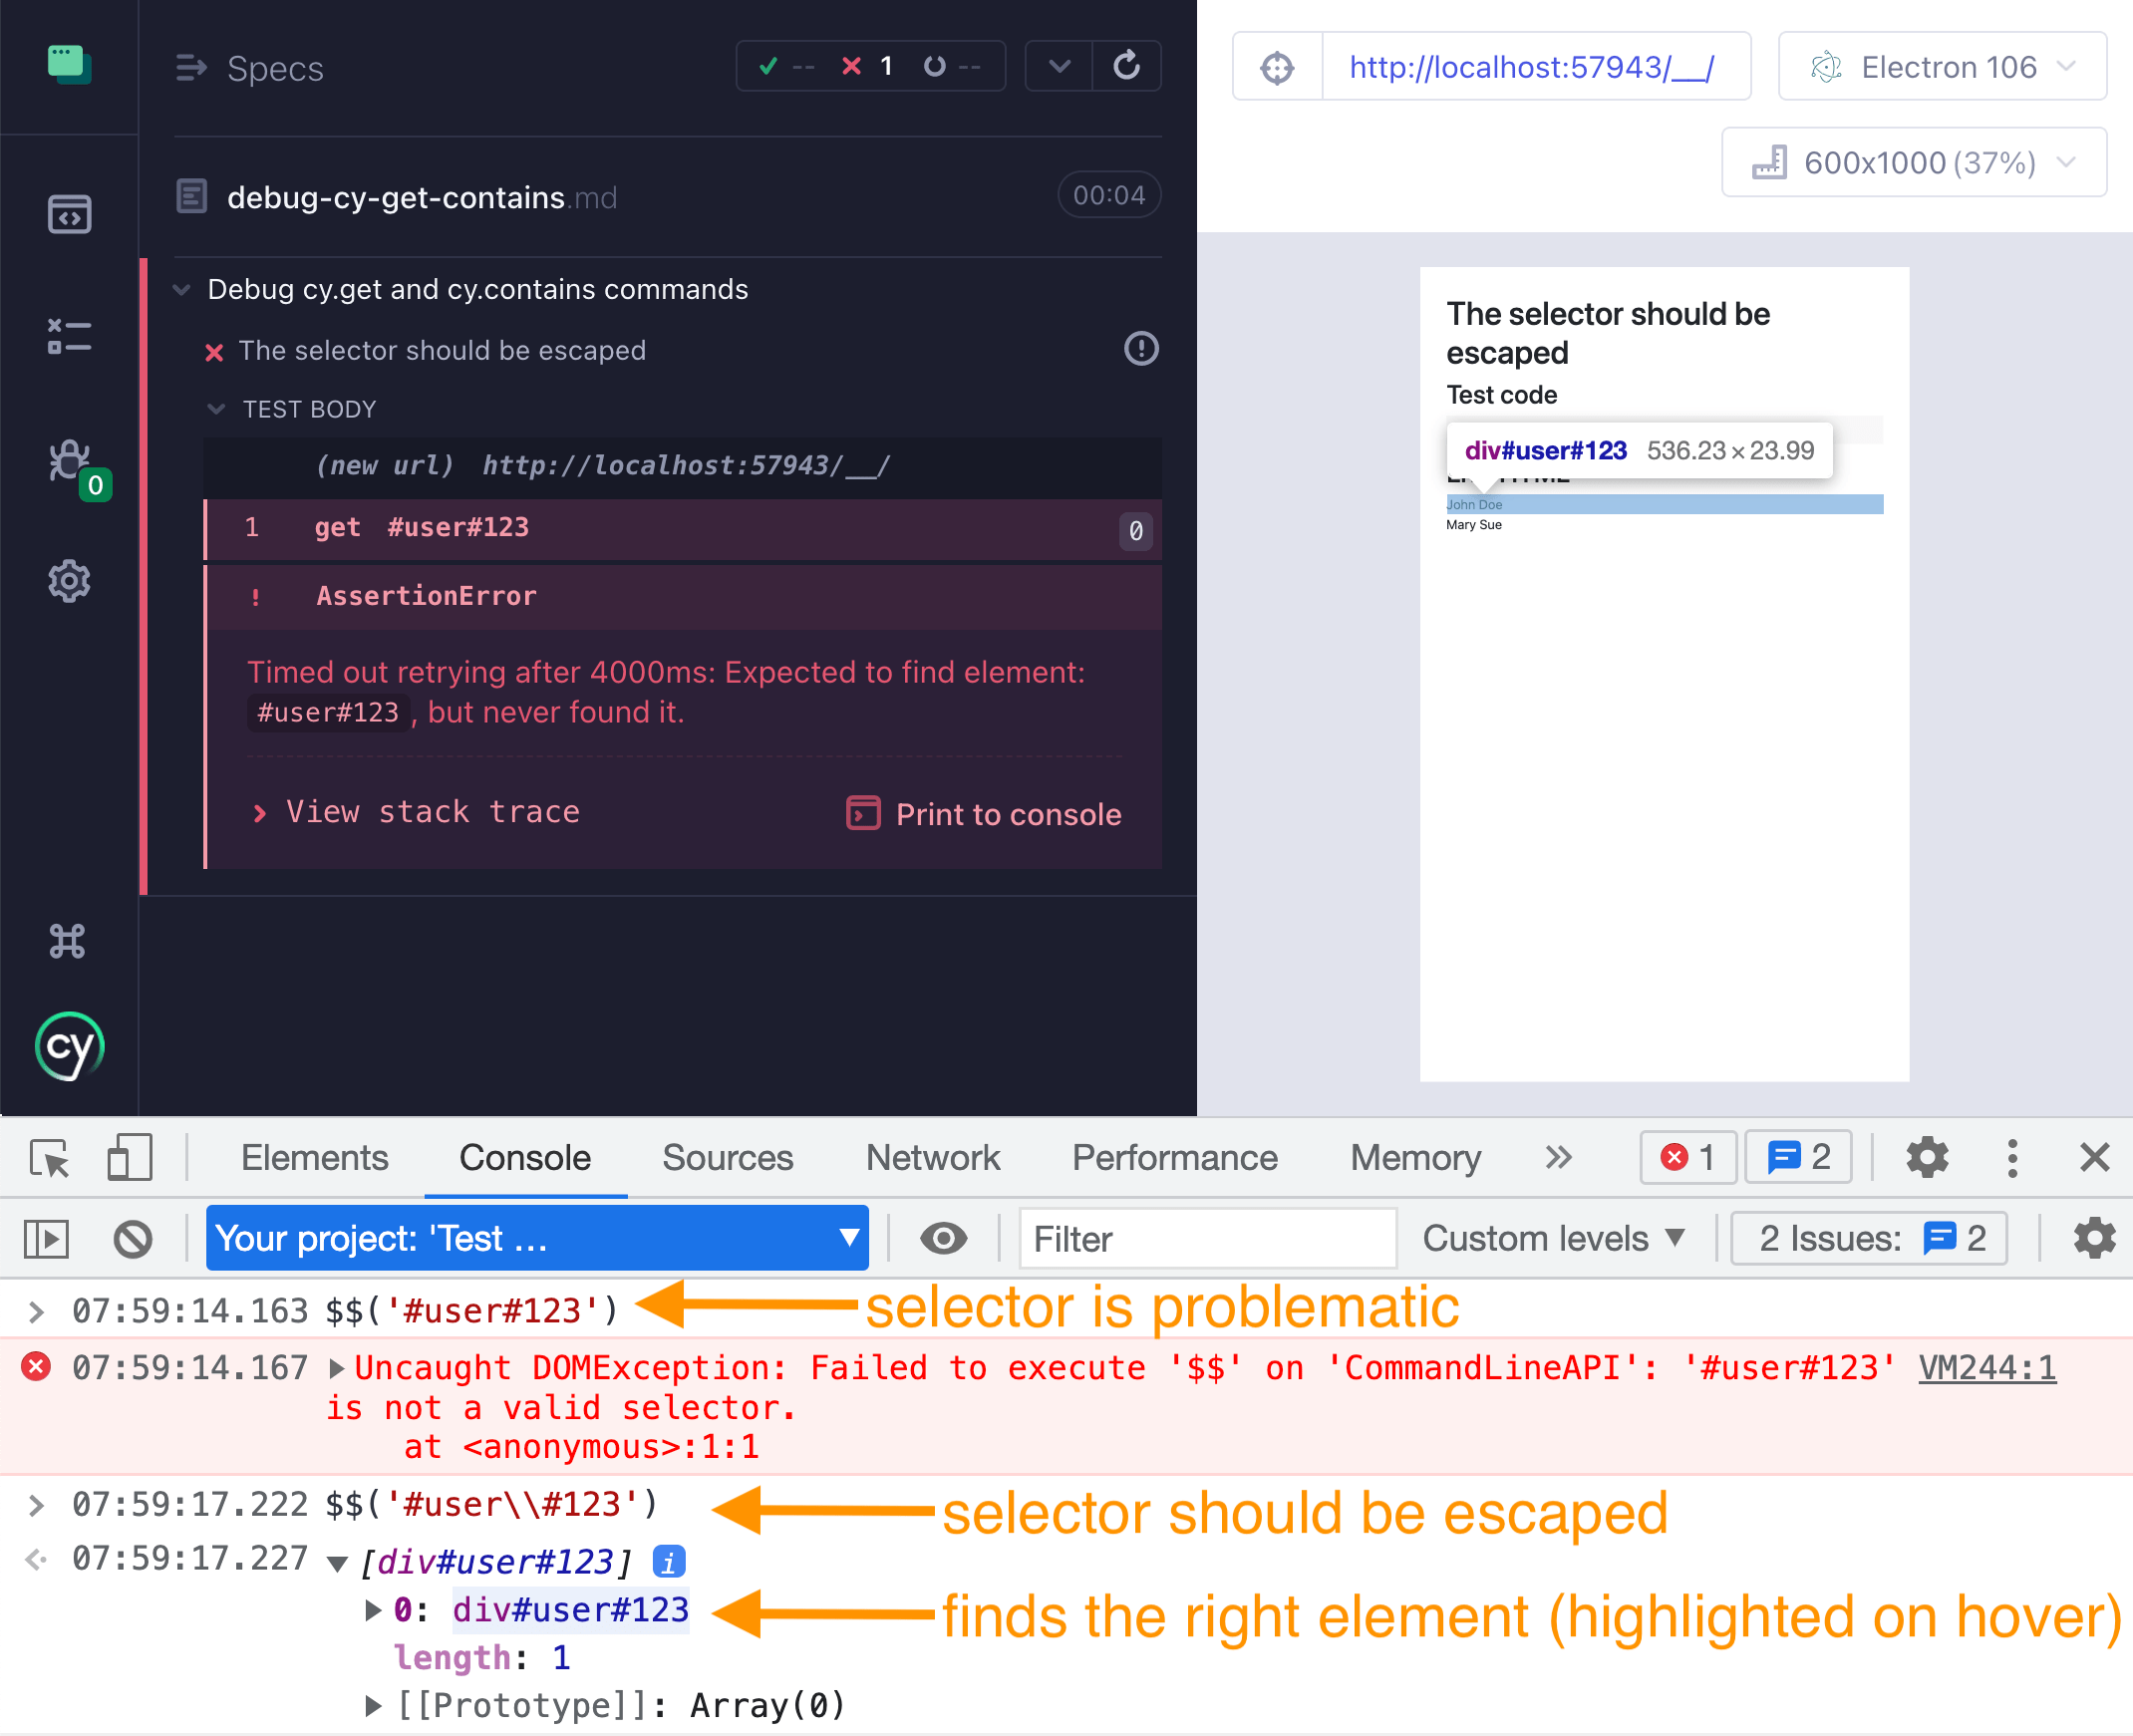 Specs
-- 1 --
debug-cy-get-contains.md 00:04
Debug cy.get and cy.contains commands
The selector should be escaped
TEST BODY
(new url) http://localhost:57943/__/
1 get #user#123 0
! AssertionError
Timed out retrying after 4000ms: Expected to find element:
#user#123, but never found it.
View stack trace
Print to console
0
cy
http://localhost:57943/__/
Electron 106
600x1000 (37%)
The selector should be
escaped
Test code
div#user#123 536.23×23.99
John Doe
Mary Sue
Elements Console Sources Network Performance Memory 1 2
Your project: 'Test … Filter Custom levels 2 Issues: 2
07:59:14.163 $$('#user#123')
selector is problematic
07:59:14.167 Uncaught DOMException: Failed to execute '$$' on 'CommandLineAPI': '#user#123' VM244:1
is not a valid selector.
at <anonymous>:1:1
07:59:17.222 $$('#user\\#123')
selector should be escaped
07:59:17.227 [div#user#123] i
0: div#user#123
finds the right element (highlighted on hover)
length: 1
[[Prototype]]: Array(0)